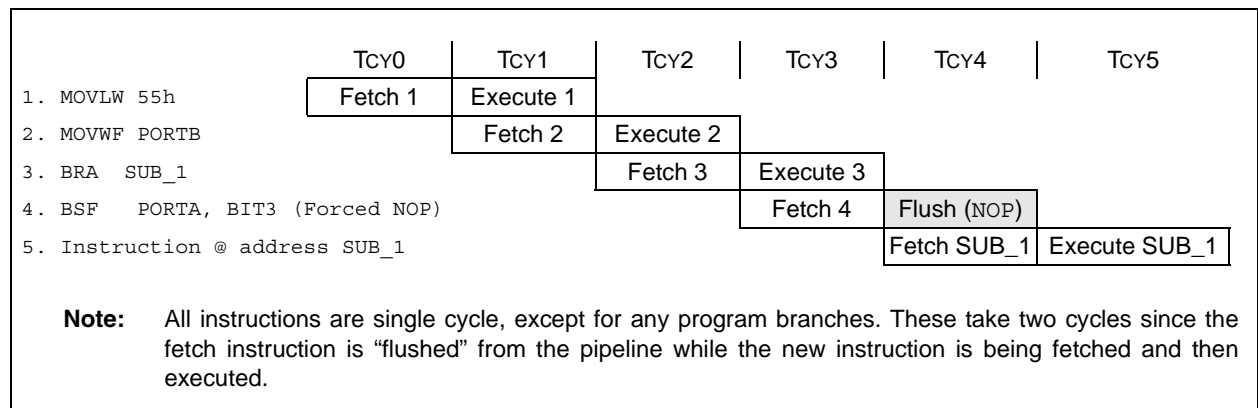 TCY0 TCY1 TCY2 TCY3 TCY4 TCY5
1. MOVLW 55h Fetch 1 Execute 1
2. MOVWF PORTB Fetch 2 Execute 2
3. BRA SUB_1 Fetch 3 Execute 3
4. BSF PORTA, BIT3 (Forced NOP) Fetch 4 Flush (NOP)
5. Instruction @ address SUB_1 Fetch SUB_1 Execute SUB_1
Note: All instructions are single cycle, except for any program branches. These take two cycles since the
fetch instruction is “flushed” from the pipeline while the new instruction is being fetched and then
executed.